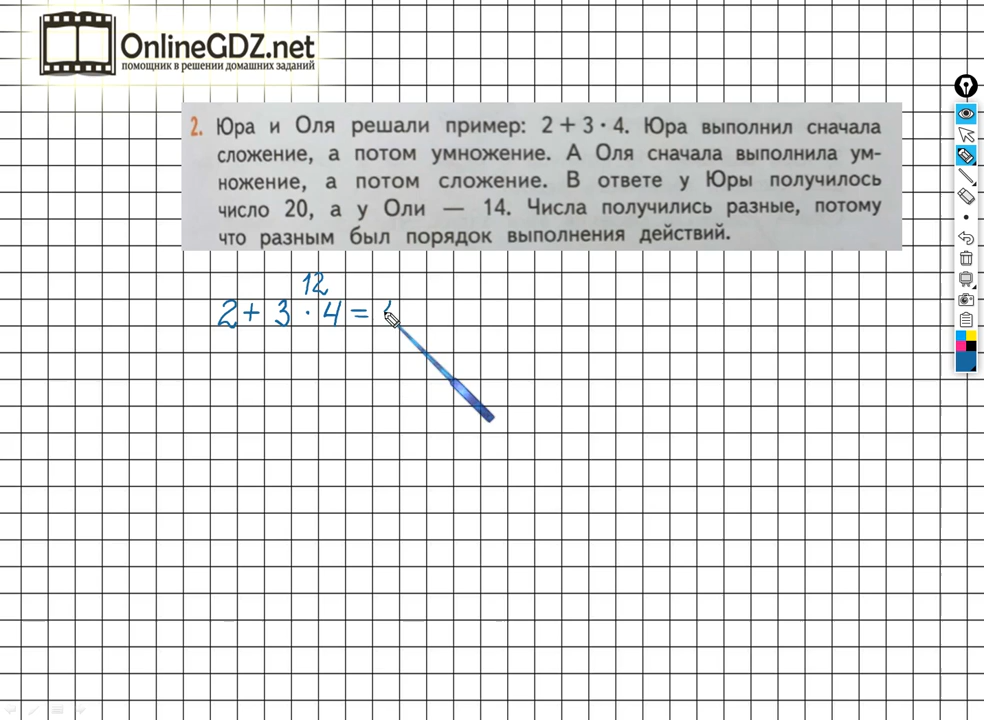 OnlineGDZ.net
помощник в решении домашних заданий
2. Юра и Оля решали пример: 2 + 3 · 4. Юра выполнил сначала
сложение, а потом умножение. А Оля сначала выполнила ум-
ножение, а потом сложение. В ответе у Юры получилось
число 20, а у Оли — 14. Числа получились разные, потому
что разным был порядок выполнения действий.
12
2 + 3 · 4 =